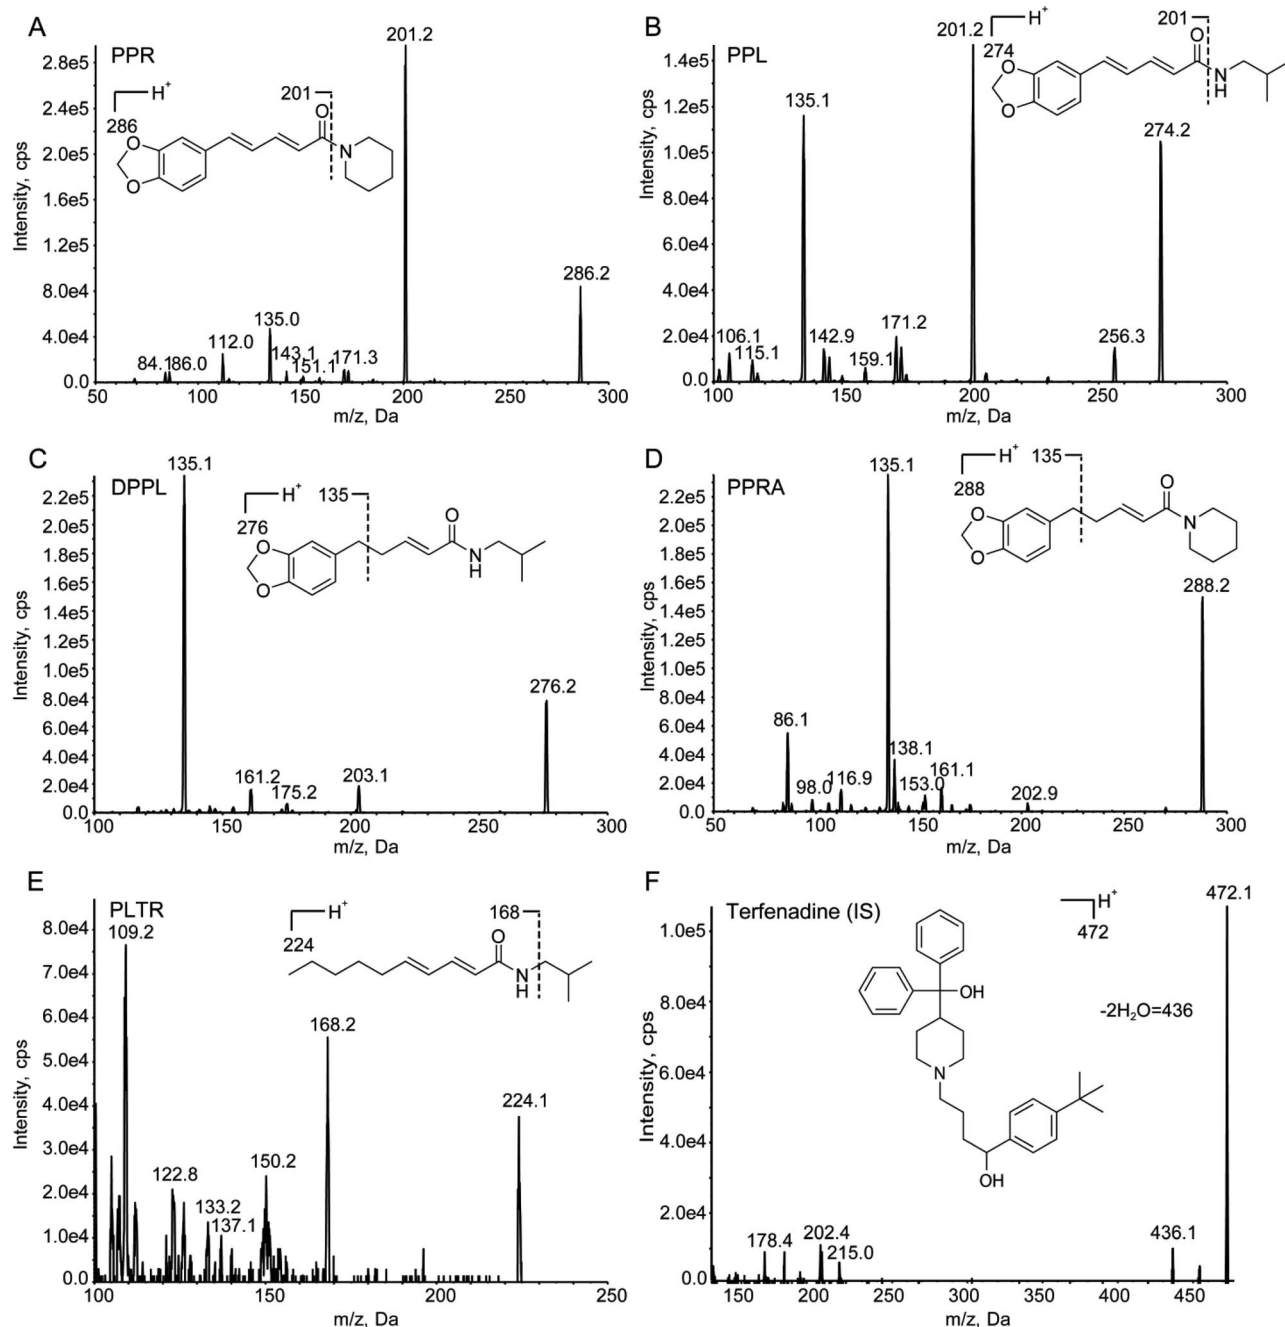 A
PPR
H+
286
201
O
O
O
N
201.2
286.2
135.0
112.0
143.1
151.1
171.3
84.1
86.0
2.8e5
2.4e5
2.0e5
1.6e5
1.2e5
8.0e4
4.0e4
0.0
Intensity, cps
50 100 150 200 250 300
m/z, Da
B
PPL
H+
274
201
O
O
O
N
H
201.2
135.1
274.2
106.1
115.1
142.9
159.1
171.2
256.3
1.4e5
1.2e5
1.0e5
8.0e4
6.0e4
4.0e4
2.0e4
0.0
Intensity, cps
100 150 200 250 300
m/z, Da
C
DPPL
H+
276
135
O
O
O
N
H
135.1
276.2
161.2
175.2
203.1
2.2e5
2.0e5
1.8e5
1.6e5
1.4e5
1.2e5
1.0e5
8.0e4
6.0e4
4.0e4
2.0e4
0.0
Intensity, cps
100 150 200 250 300
m/z, Da
D
PPRA
H+
288
135
O
O
O
N
135.1
288.2
86.1
98.0
116.9
138.1
153.0
161.1
202.9
2.2e5
2.0e5
1.8e5
1.6e5
1.4e5
1.2e5
1.0e5
8.0e4
6.0e4
4.0e4
2.0e4
0.0
Intensity, cps
50 100 150 200 250 300
m/z, Da
E
PLTR
H+
224
168
O
N
H
109.2
168.2
224.1
122.8
133.2
137.1
150.2
8.0e4
7.0e4
6.0e4
5.0e4
4.0e4
3.0e4
2.0e4
1.0e4
0.0
Intensity, cps
100 150 200 250
m/z, Da
F
Terfenadine (IS)
H+
472
OH
N
OH
-2H₂O=436
472.1
436.1
178.4
202.4
215.0
1.0e5
8.0e4
6.0e4
4.0e4
2.0e4
0.0
Intensity, cps
150 200 250 300 350 400 450
m/z, Da